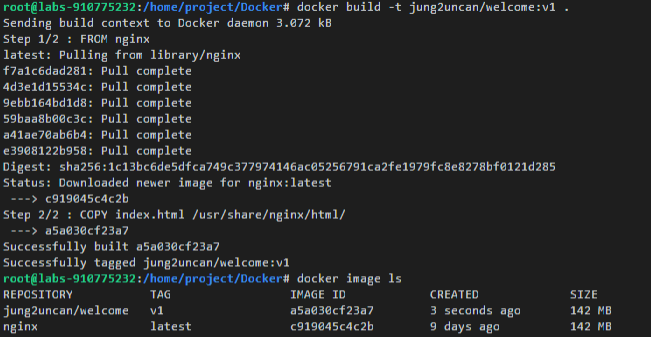 root@labs-910775232:/home/project/Docker# docker build -t jung2uncan/welcome:v1 .
Sending build context to Docker daemon 3.072 kB
Step 1/2 : FROM nginx
latest: Pulling from library/nginx
f7a1c6dad281: Pull complete
4d3e1d15534c: Pull complete
9ebb164bd1d8: Pull complete
59baa8b00c3c: Pull complete
a41ae70ab6b4: Pull complete
e3908122b958: Pull complete
Digest: sha256:1c13bc6de5dfca749c377974146ac05256791ca2fe1979fc8e8278bf0121d285
Status: Downloaded newer image for nginx:latest
 ---> c919045c4c2b
Step 2/2 : COPY index.html /usr/share/nginx/html/
 ---> a5a030cf23a7
Successfully built a5a030cf23a7
Successfully tagged jung2uncan/welcome:v1
root@labs-910775232:/home/project/Docker# docker image ls
REPOSITORY TAG IMAGE ID CREATED SIZE
jung2uncan/welcome v1 a5a030cf23a7 3 seconds ago 142 MB
nginx latest c919045c4c2b 9 days ago 142 MB